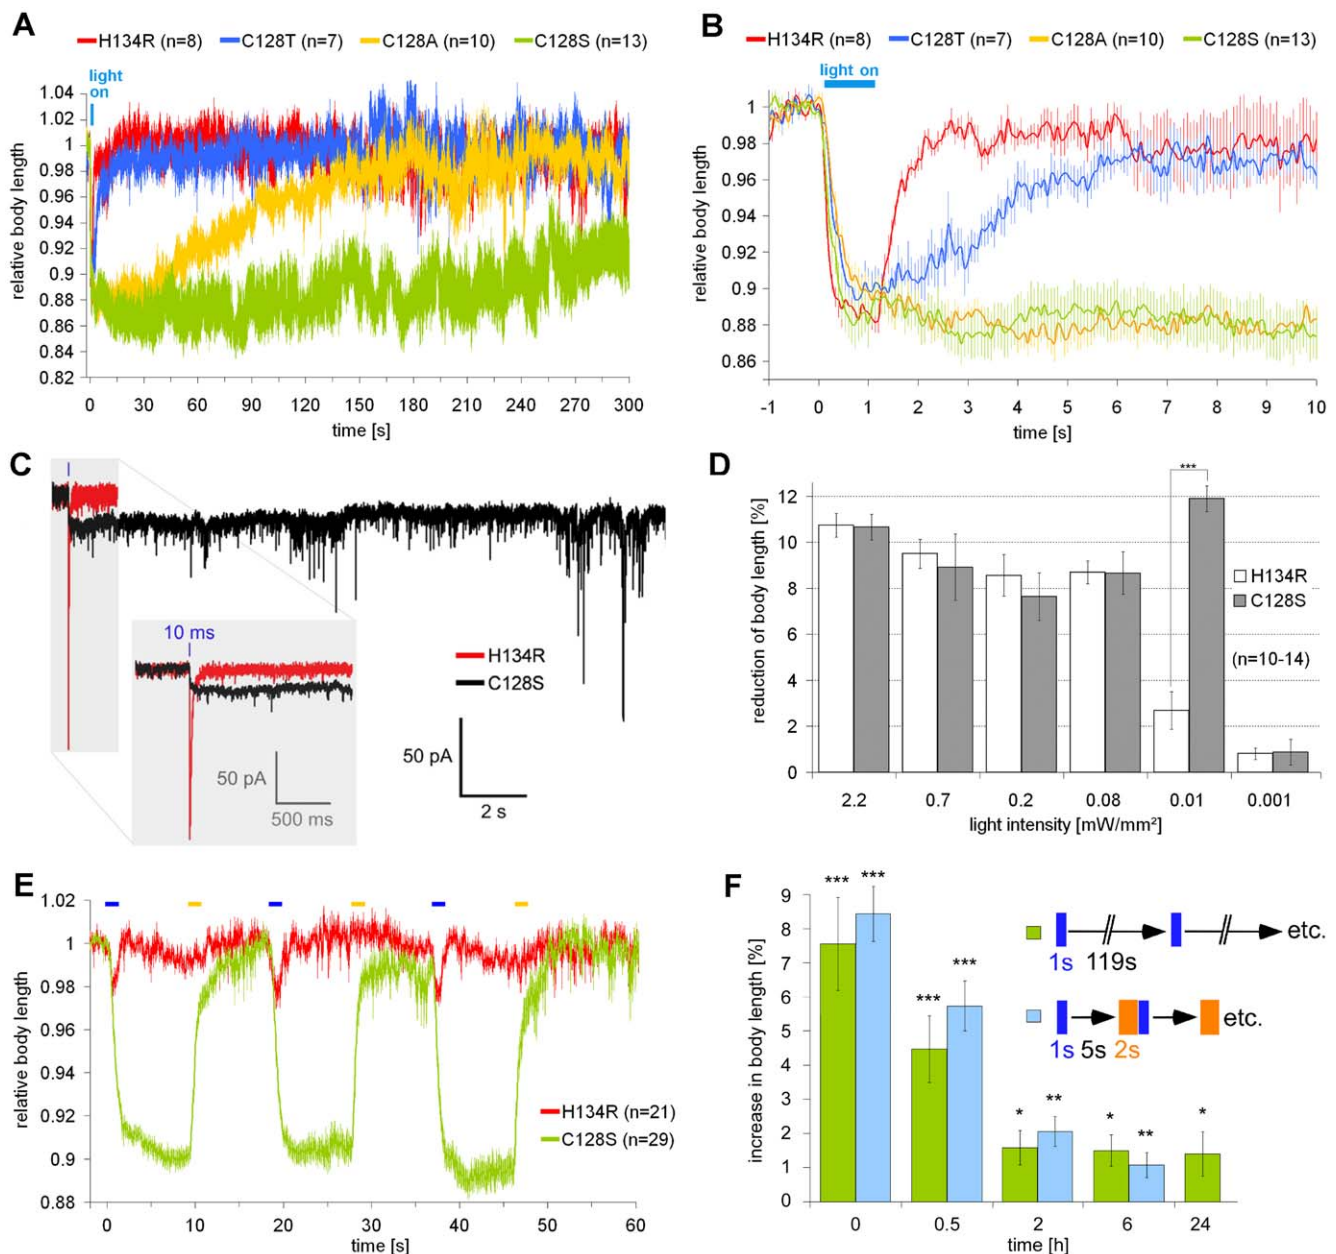 A
H134R (n=8) C128T (n=7) C128A (n=10) C128S (n=13)
light
on
1.04
1.02
1
0.98
0.96
0.94
0.92
0.9
0.88
0.86
0.84
0.82
relative body length
0 30 60 90 120 150 180 210 240 270 300
time [s]
B
H134R (n=8) C128T (n=7) C128A (n=10) C128S (n=13)
light on
1
0.98
0.96
0.94
0.92
0.9
0.88
0.86
relative body length
-1 0 1 2 3 4 5 6 7 8 9 10
time [s]
C
10 ms
50 pA
500 ms
H134R
C128S
50 pA
2 s
D
***
12
10
8
6
4
2
0
reduction of body length [%]
H134R
C128S
(n=10-14)
2.2 0.7 0.2 0.08 0.01 0.001
light intensity [mW/mm²]
E
1.02
1
0.98
0.96
0.94
0.92
0.9
0.88
relative body length
H134R (n=21)
C128S (n=29)
0 10 20 30 40 50 60
time [s]
F
9
8
7
6
5
4
3
2
1
0
increase in body length [%]
*** *** *** *** * ** * ** *
etc.
1s 119s
etc.
1s 5s 2s
0 0.5 2 6 24
time [h]